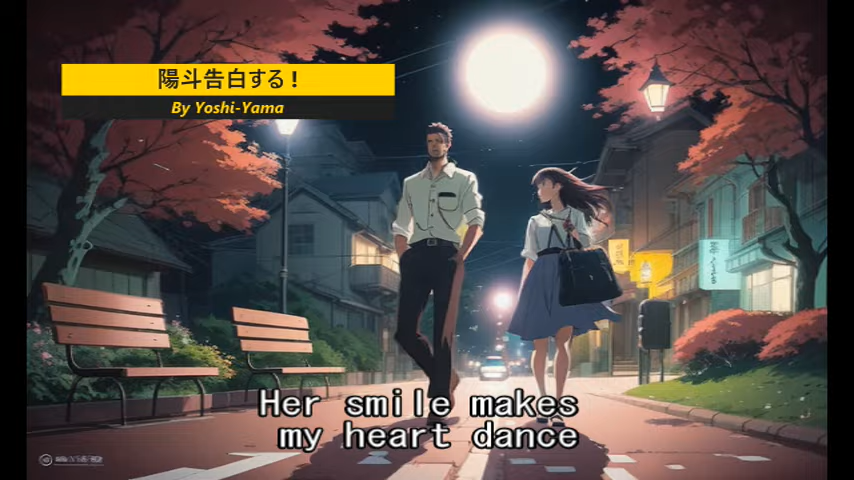 陽斗告白する！
By Yoshi-Yama
Her smile makes
my heart dance